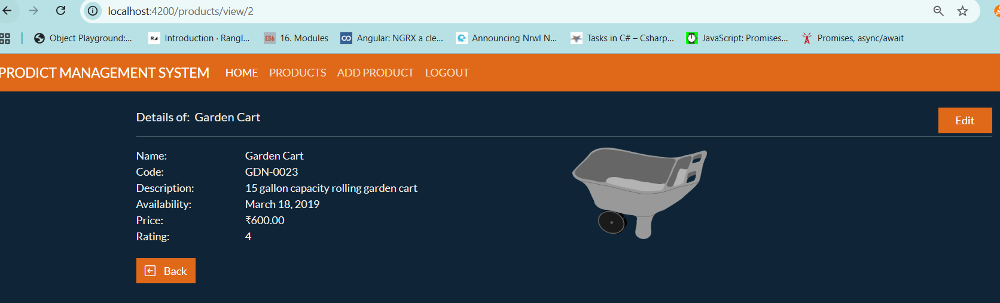 localhost:4200/products/view/2
Object Playground:... R Introduction · Rangl... ES6 16. Modules Angular: NGRX a cle... Announcing Nrwl N... Tasks in C# – Csharp... JavaScript: Promises... Promises, async/await
PRODICT MANAGEMENT SYSTEM HOME PRODUCTS ADD PRODUCT LOGOUT
Details of: Garden Cart Edit
Name: Garden Cart
Code: GDN-0023
Description: 15 gallon capacity rolling garden cart
Availability: March 18, 2019
Price: ₹600.00
Rating: 4
Back